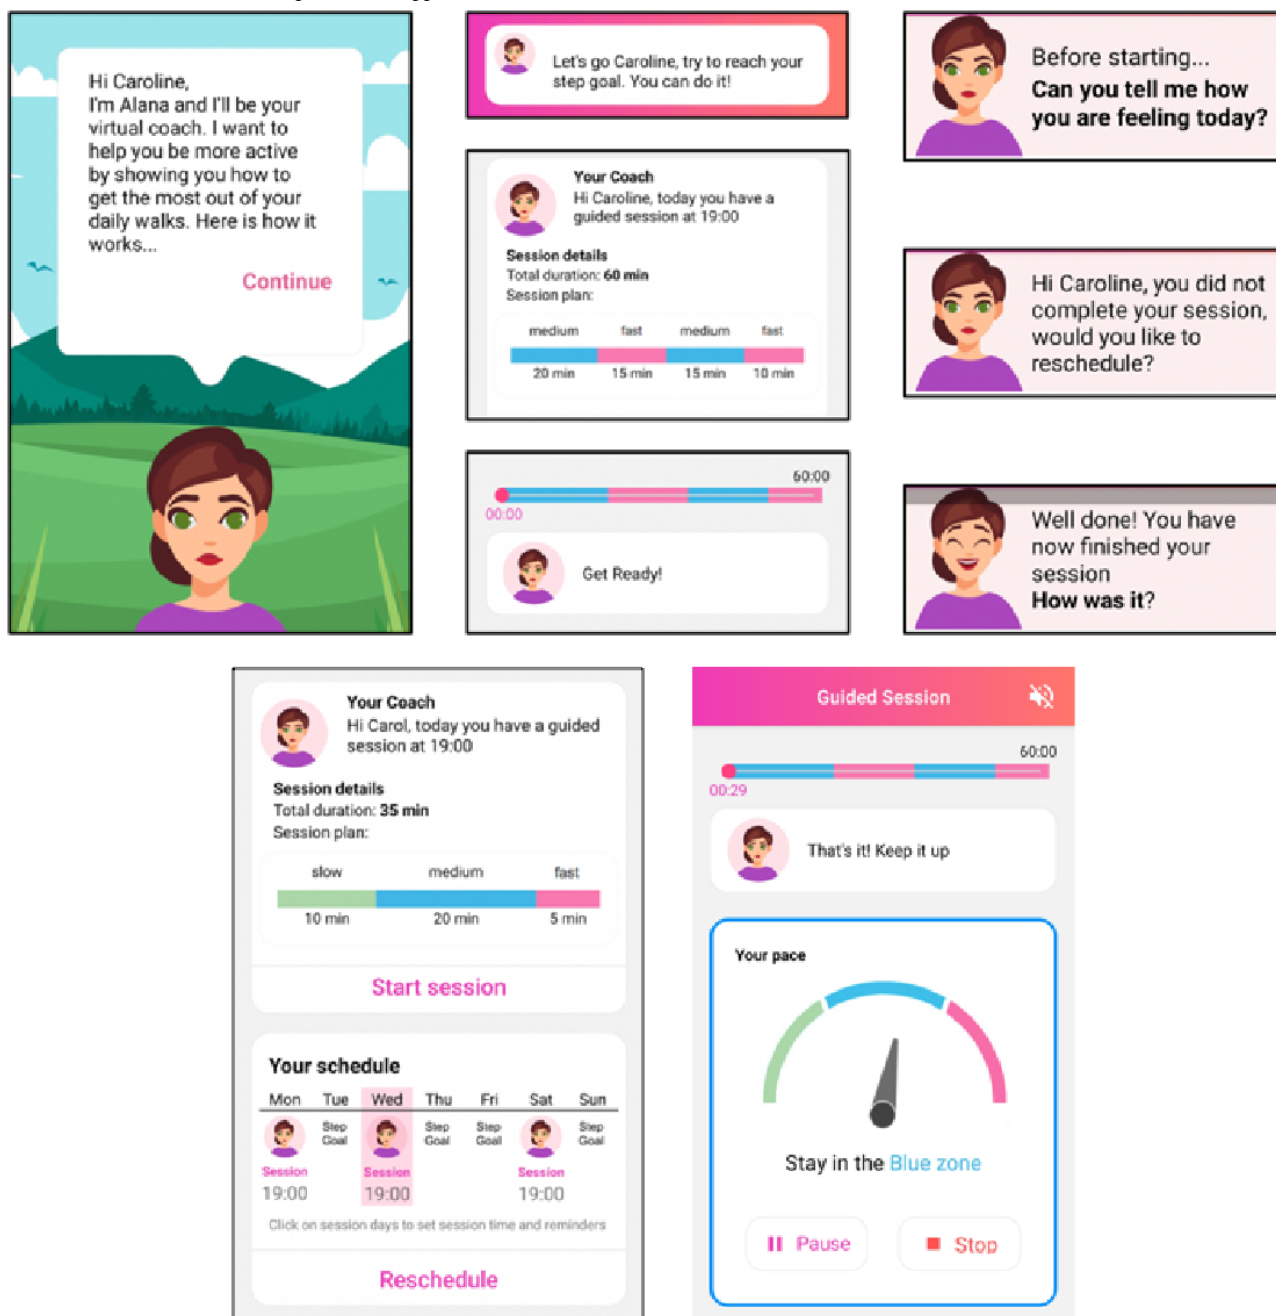 Hi Caroline,
I'm Alana and I'll be your
virtual coach. I want to
help you be more active
by showing you how to
get the most out of your
daily walks. Here is how it
works...
Continue
Let's go Caroline, try to reach your
step goal. You can do it!
Your Coach
Hi Caroline, today you have a
guided session at 19:00
Session details
Total duration: 60 min
Session plan:
medium fast medium fast
20 min 15 min 15 min 10 min
60:00
00:00
Get Ready!
Before starting...
Can you tell me how
you are feeling today?
Hi Caroline, you did not
complete your session,
would you like to
reschedule?
Well done! You have
now finished your
session
How was it?
Your Coach
Hi Carol, today you have a guided
session at 19:00
Session details
Total duration: 35 min
Session plan:
slow medium fast
10 min 20 min 5 min
Start session
Your schedule
Mon Tue Wed Thu Fri Sat Sun
Step Step Step Step
Goal Goal Goal Goal
Session Session Session
19:00 19:00 19:00
Click on session days to set session time and reminders
Reschedule
Guided Session
60:00
00:29
That's it! Keep it up
Your pace
Stay in the Blue zone
Pause Stop